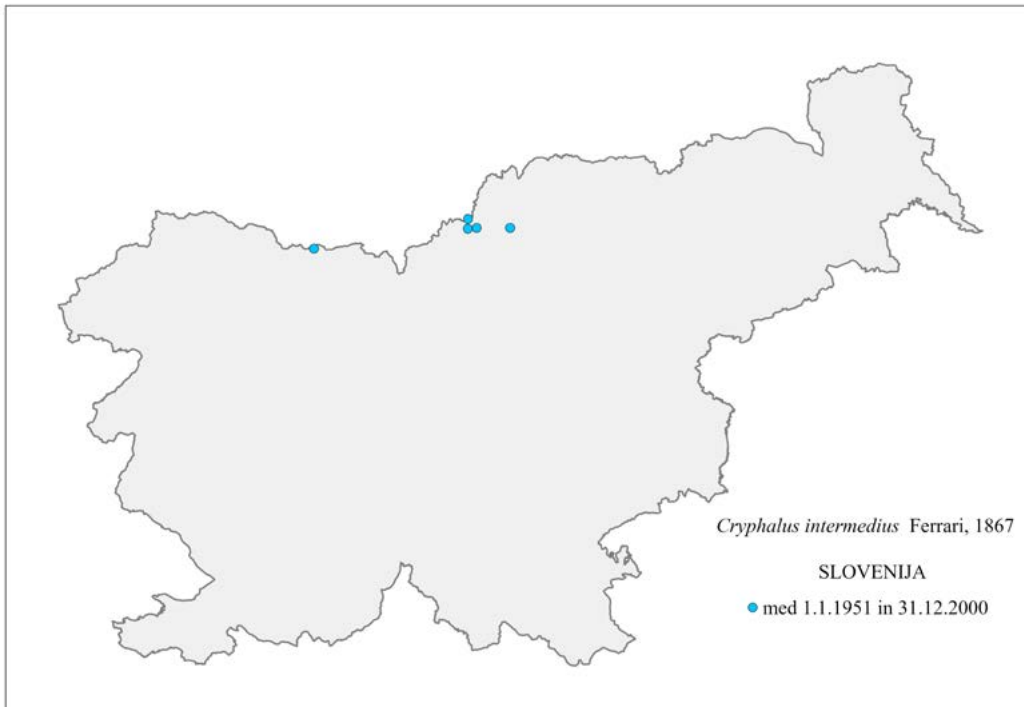 Cryphalus intermedius Ferrari, 1867
SLOVENIJA
med 1.1.1951 in 31.12.2000